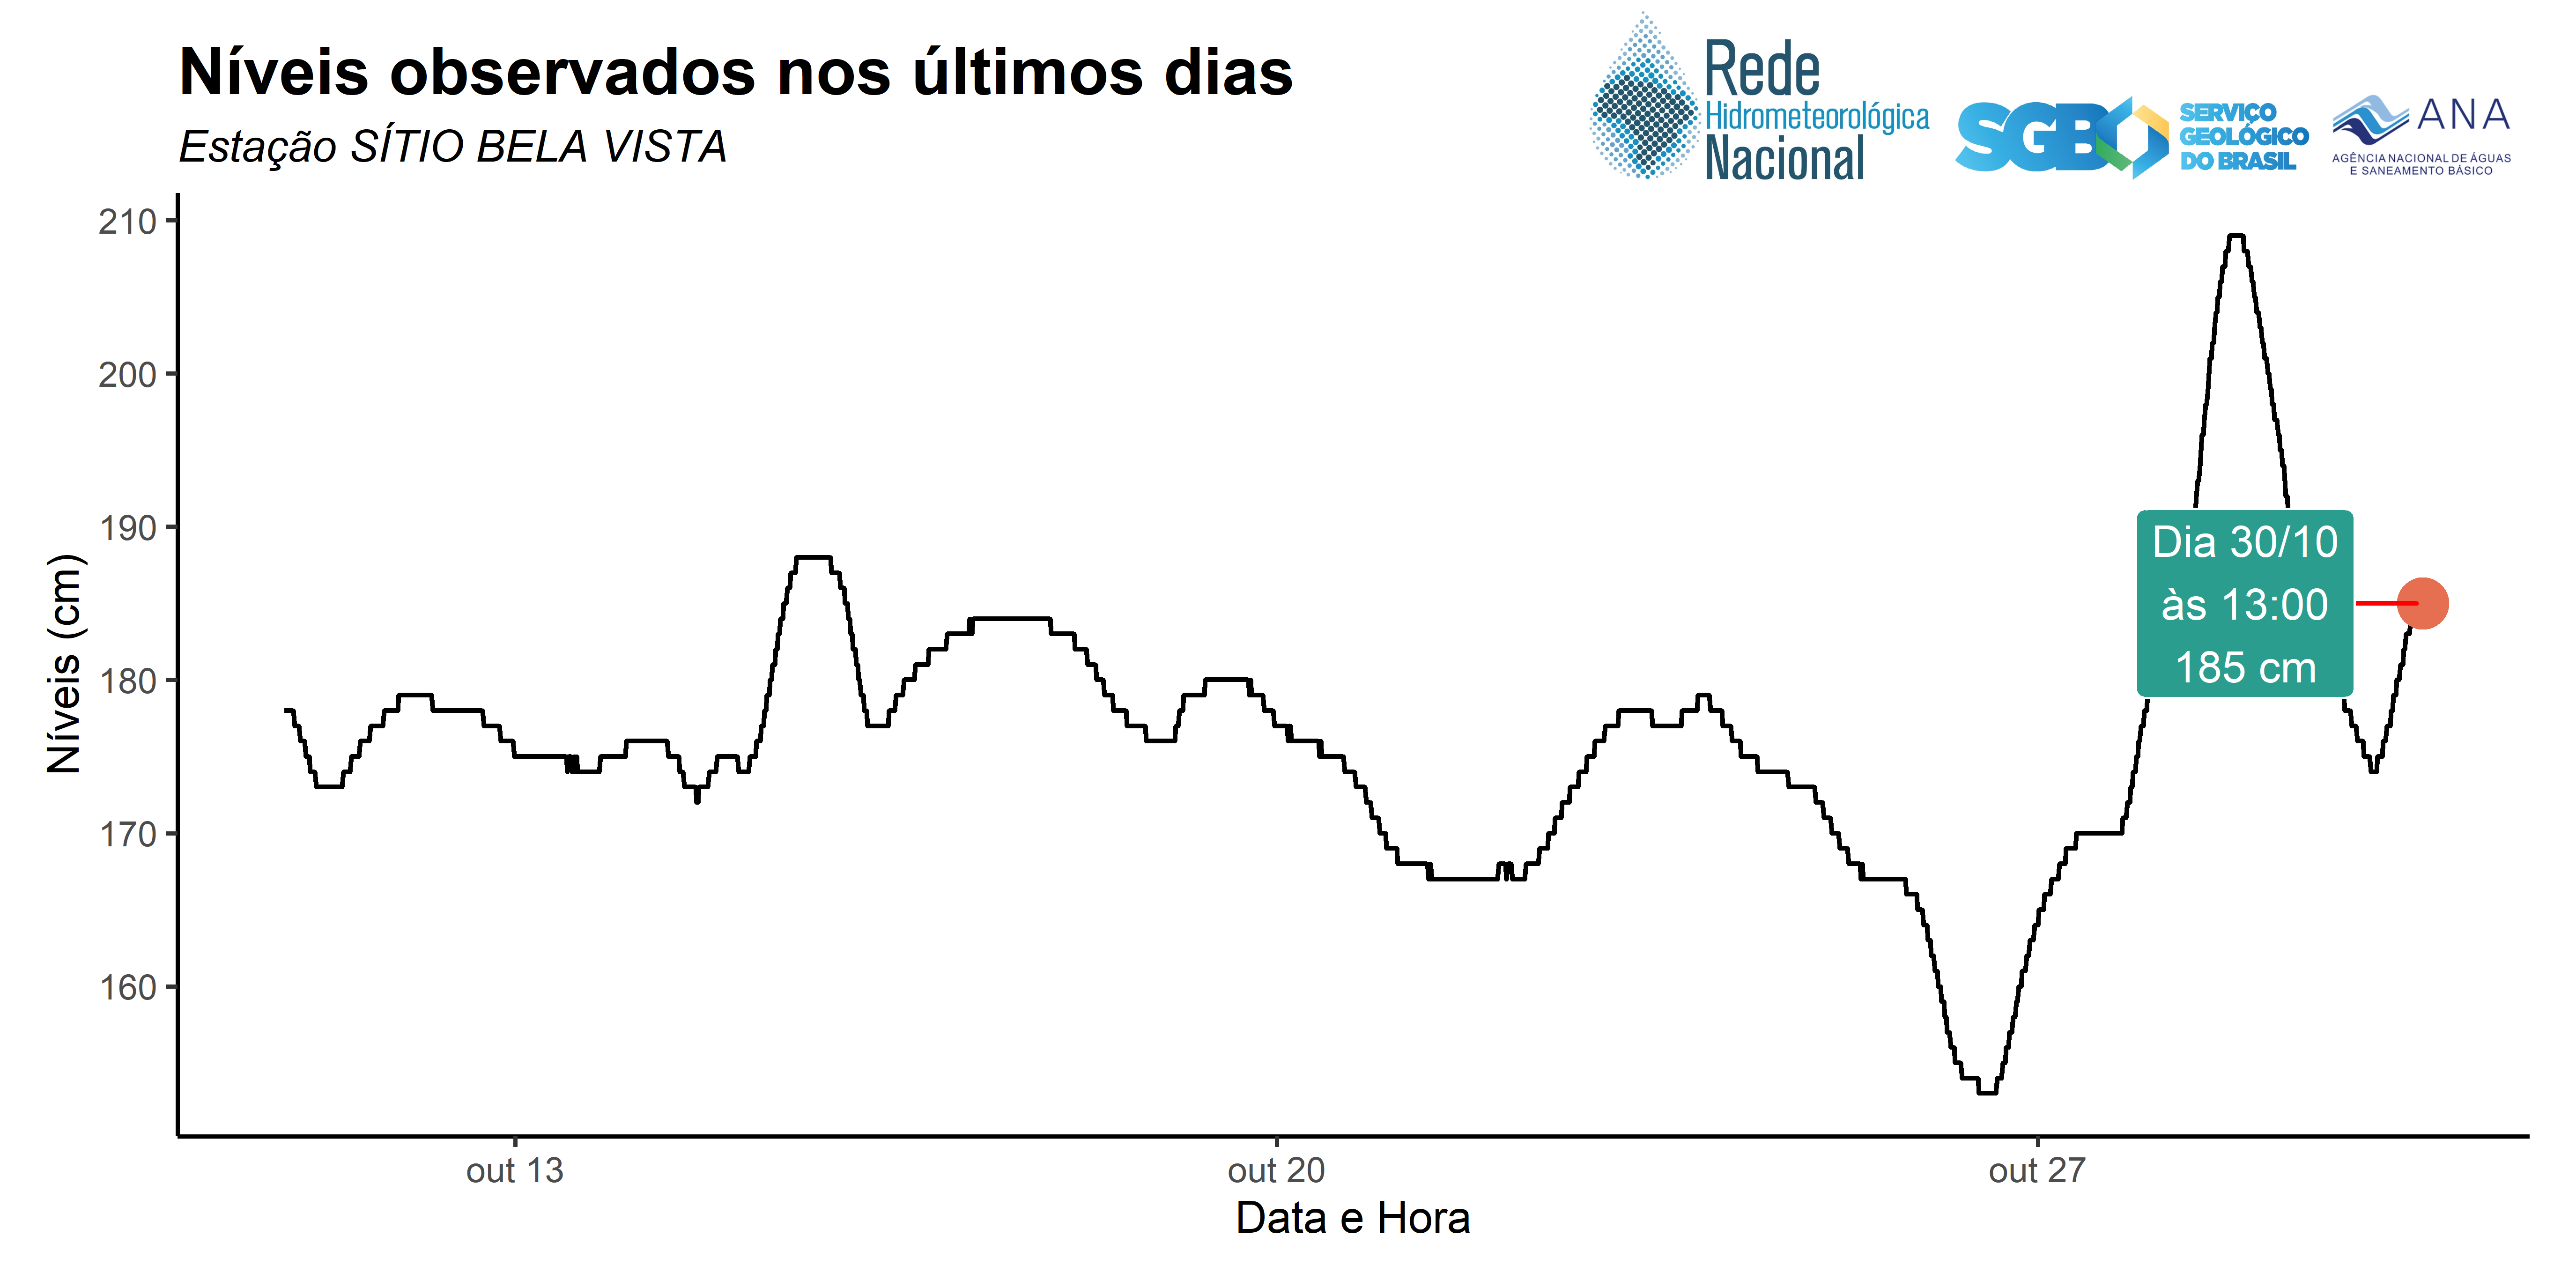 Níveis observados nos últimos dias
Estação SÍTIO BELA VISTA
Rede
Hidrometeorológica
Nacional
SGB
SERVIÇO
GEOLÓGICO
DO BRASIL
ANA
AGÊNCIA NACIONAL DE ÁGUAS
E SANEAMENTO BÁSICO
Níveis (cm)
210
200
190
180
170
160
Dia 30/10
às 13:00
185 cm
out 13
out 20
out 27
Data e Hora